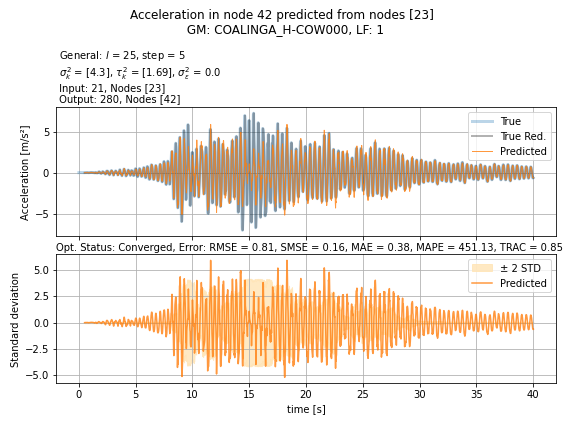 Acceleration in node 42 predicted from nodes [23]
GM: COALINGA_H-COW000, LF: 1
General: l = 25, step = 5
σ²ₖ = [4.3], τ²ₖ = [1.69], σ²ε = 0.0
Input: 21, Nodes [23]
Output: 280, Nodes [42]
Acceleration [m/s²]
5
0
−5
True
True Red.
Predicted
Opt. Status: Converged, Error: RMSE = 0.81, SMSE = 0.16, MAE = 0.38, MAPE = 451.13, TRAC = 0.85
Standard deviation
5.0
2.5
0.0
−2.5
−5.0
± 2 STD
Predicted
0 5 10 15 20 25 30 35 40
time [s]